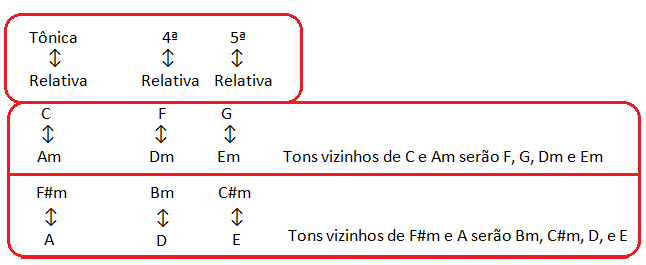 Tônica 4ª 5ª
Relativa Relativa Relativa
C F G
Am Dm Em Tons vizinhos de C e Am serão F, G, Dm e Em
F#m Bm C#m
A D E Tons vizinhos de F#m e A serão Bm, C#m, D, e E